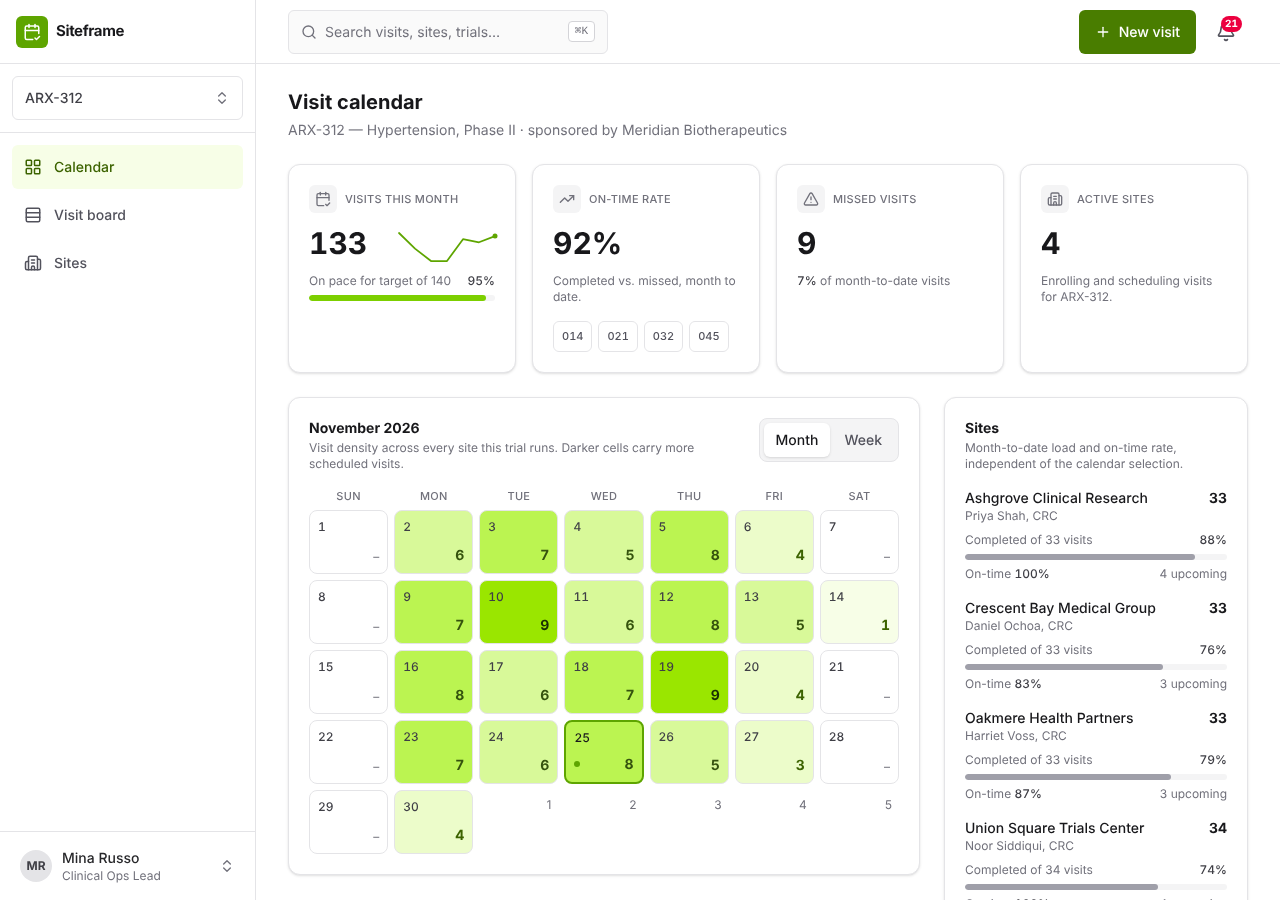 Siteframe
Search visits, sites, trials...
⌘K
New visit
21
ARX-312
Calendar
Visit board
Sites
Visit calendar
ARX-312 — Hypertension, Phase II · sponsored by Meridian Biotherapeutics
VISITS THIS MONTH
133
On pace for target of 140 95%
ON-TIME RATE
92%
Completed vs. missed, month to
date.
014 021 032 045
MISSED VISITS
9
7% of month-to-date visits
ACTIVE SITES
4
Enrolling and scheduling visits
for ARX-312.
November 2026
Visit density across every site this trial runs. Darker cells carry more
scheduled visits.
Month Week
SUN MON TUE WED THU FRI SAT
1 2 3 4 5 6 7
– 6 7 5 8 4 –
8 9 10 11 12 13 14
– 7 9 6 8 5 1
15 16 17 18 19 20 21
– 8 6 7 9 4 –
22 23 24 25 26 27 28
– 7 6 8 5 3 –
29 30 1 2 3 4 5
– 4
Sites
Month-to-date load and on-time rate,
independent of the calendar selection.
Ashgrove Clinical Research 33
Priya Shah, CRC
Completed of 33 visits 88%
On-time 100% 4 upcoming
Crescent Bay Medical Group 33
Daniel Ochoa, CRC
Completed of 33 visits 76%
On-time 83% 3 upcoming
Oakmere Health Partners 33
Harriet Voss, CRC
Completed of 33 visits 79%
On-time 87% 3 upcoming
Union Square Trials Center 34
Noor Siddiqui, CRC
Completed of 34 visits 74%
MR
Mina Russo
Clinical Ops Lead